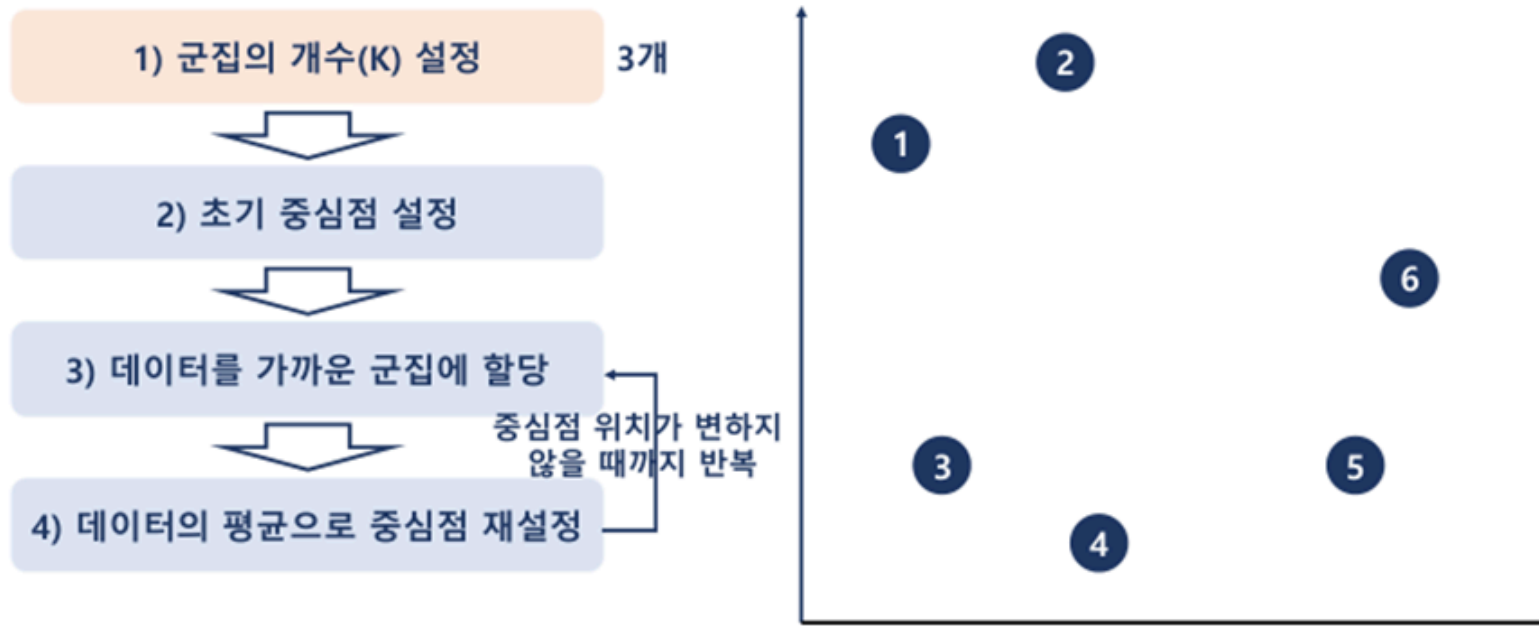 1) 군집의 개수(K) 설정
3개
2) 초기 중심점 설정
3) 데이터를 가까운 군집에 할당
중심점 위치가 변하지
않을 때까지 반복
4) 데이터의 평균으로 중심점 재설정
2
1
6
3
5
4